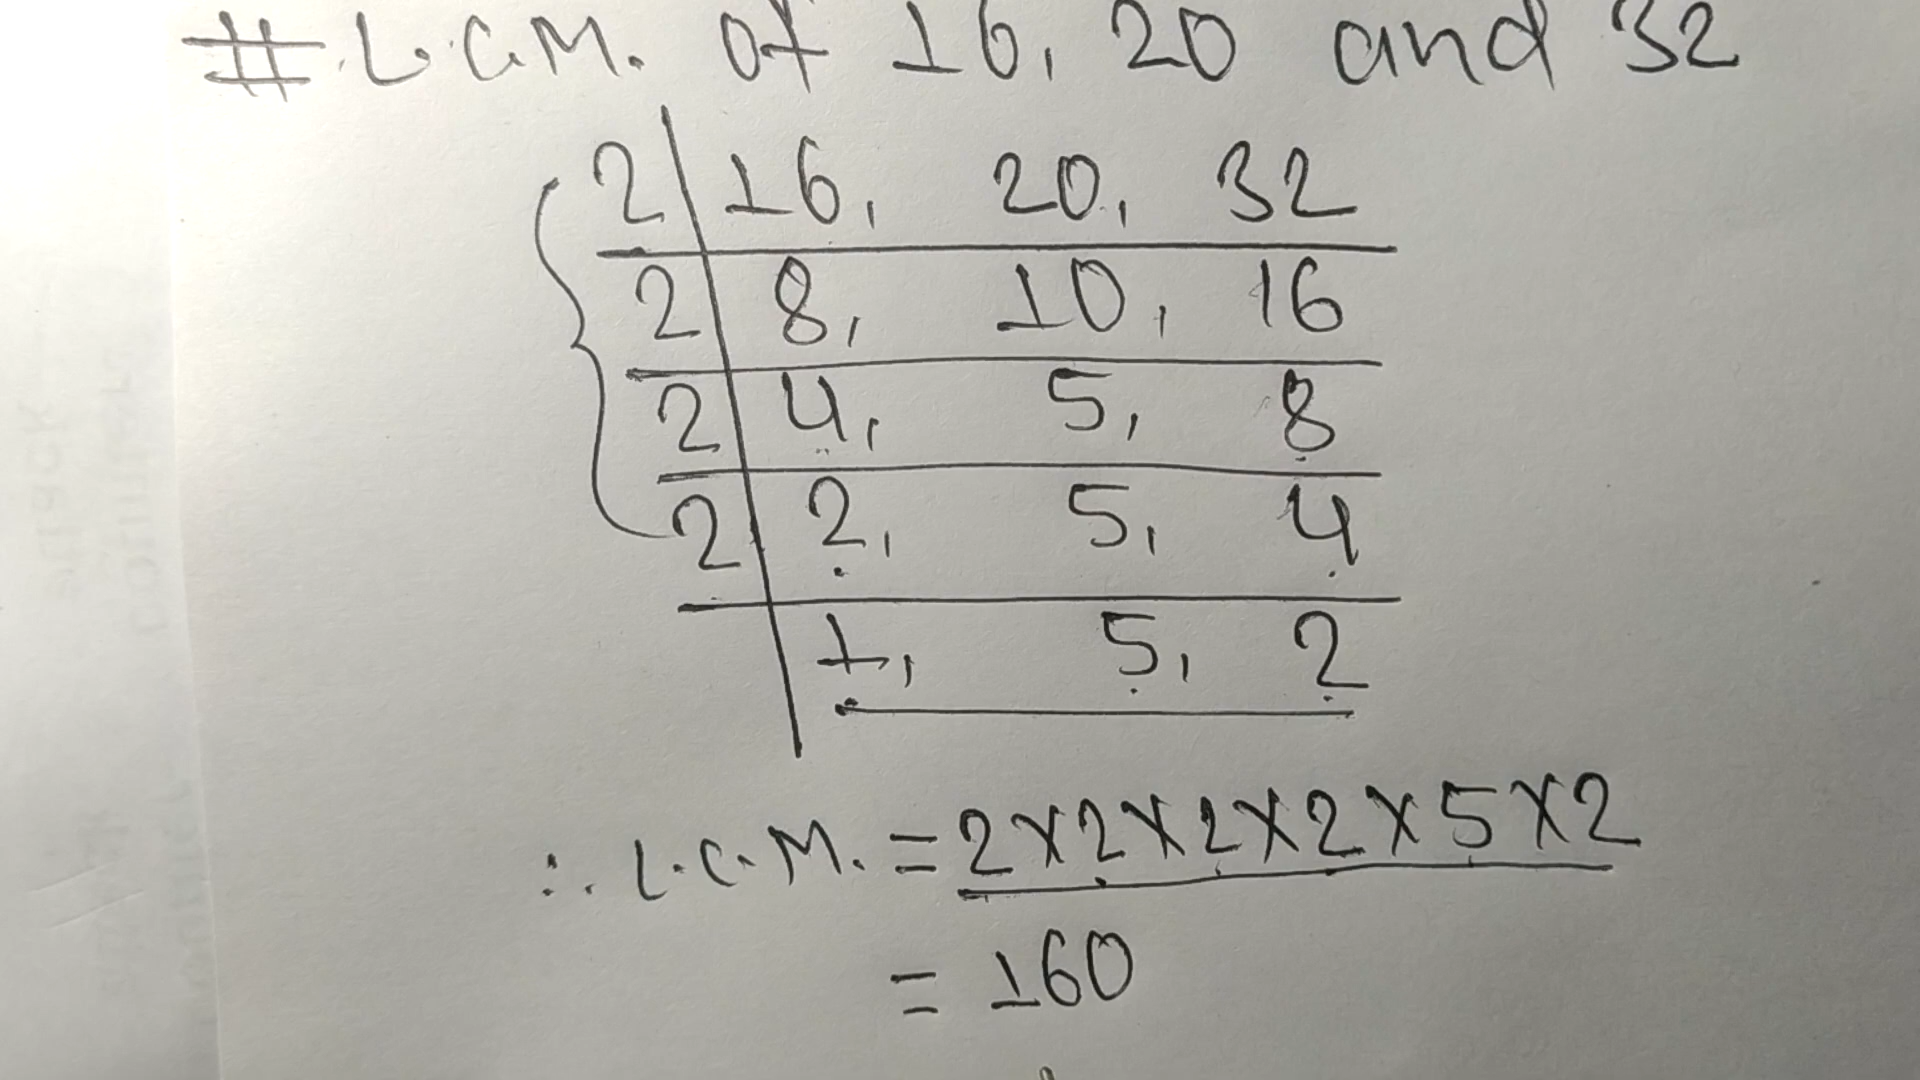 # L.C.M. of 16, 20 and 32
2 | 16, 20, 32
2 | 8, 10, 16
2 | 4, 5, 8
2 | 2, 5, 4
1, 5, 2
∴ L.C.M. = 2×2×2×2×5×2
= 160